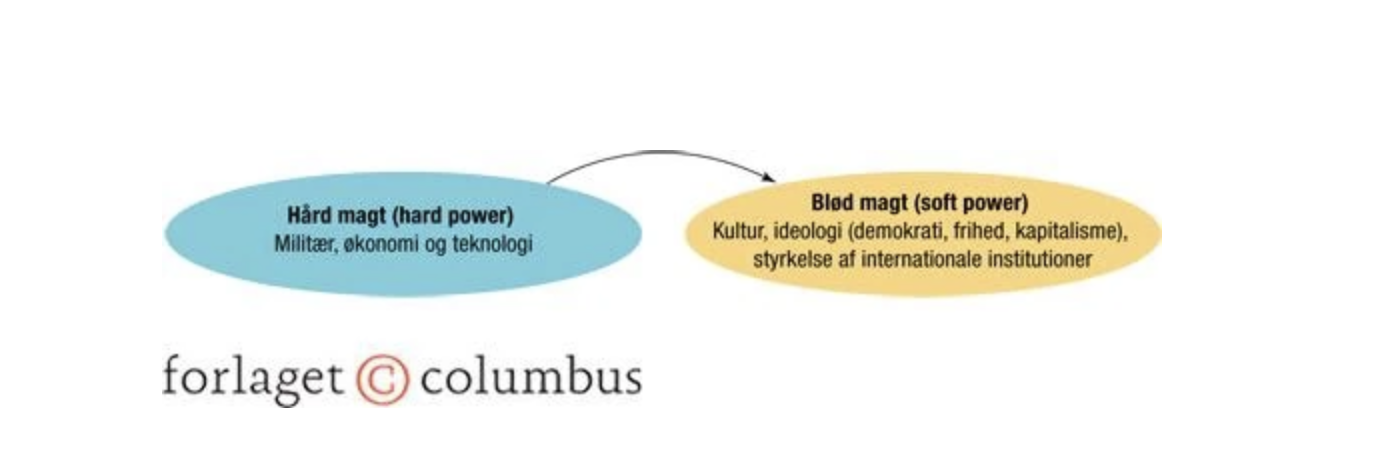 Hård magt (hard power)
Militær, økonomi og teknologi
Blød magt (soft power)
Kultur, ideologi (demokrati, frihed, kapitalisme),
styrkelse af internationale institutioner
forlaget © columbus